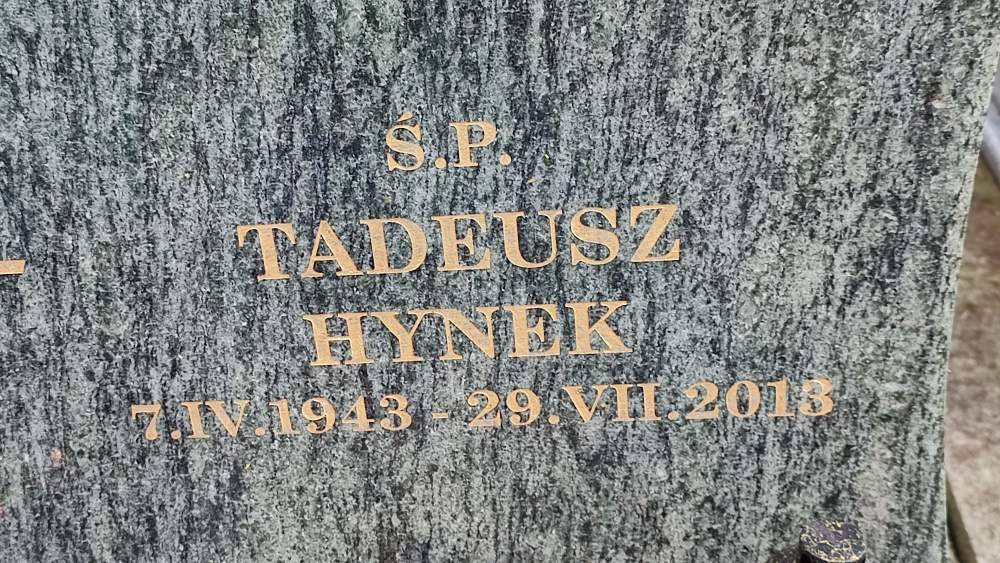 Ś.P.
TADEUSZ
HYNEK
7.IV.1943 - 29.VII.2013